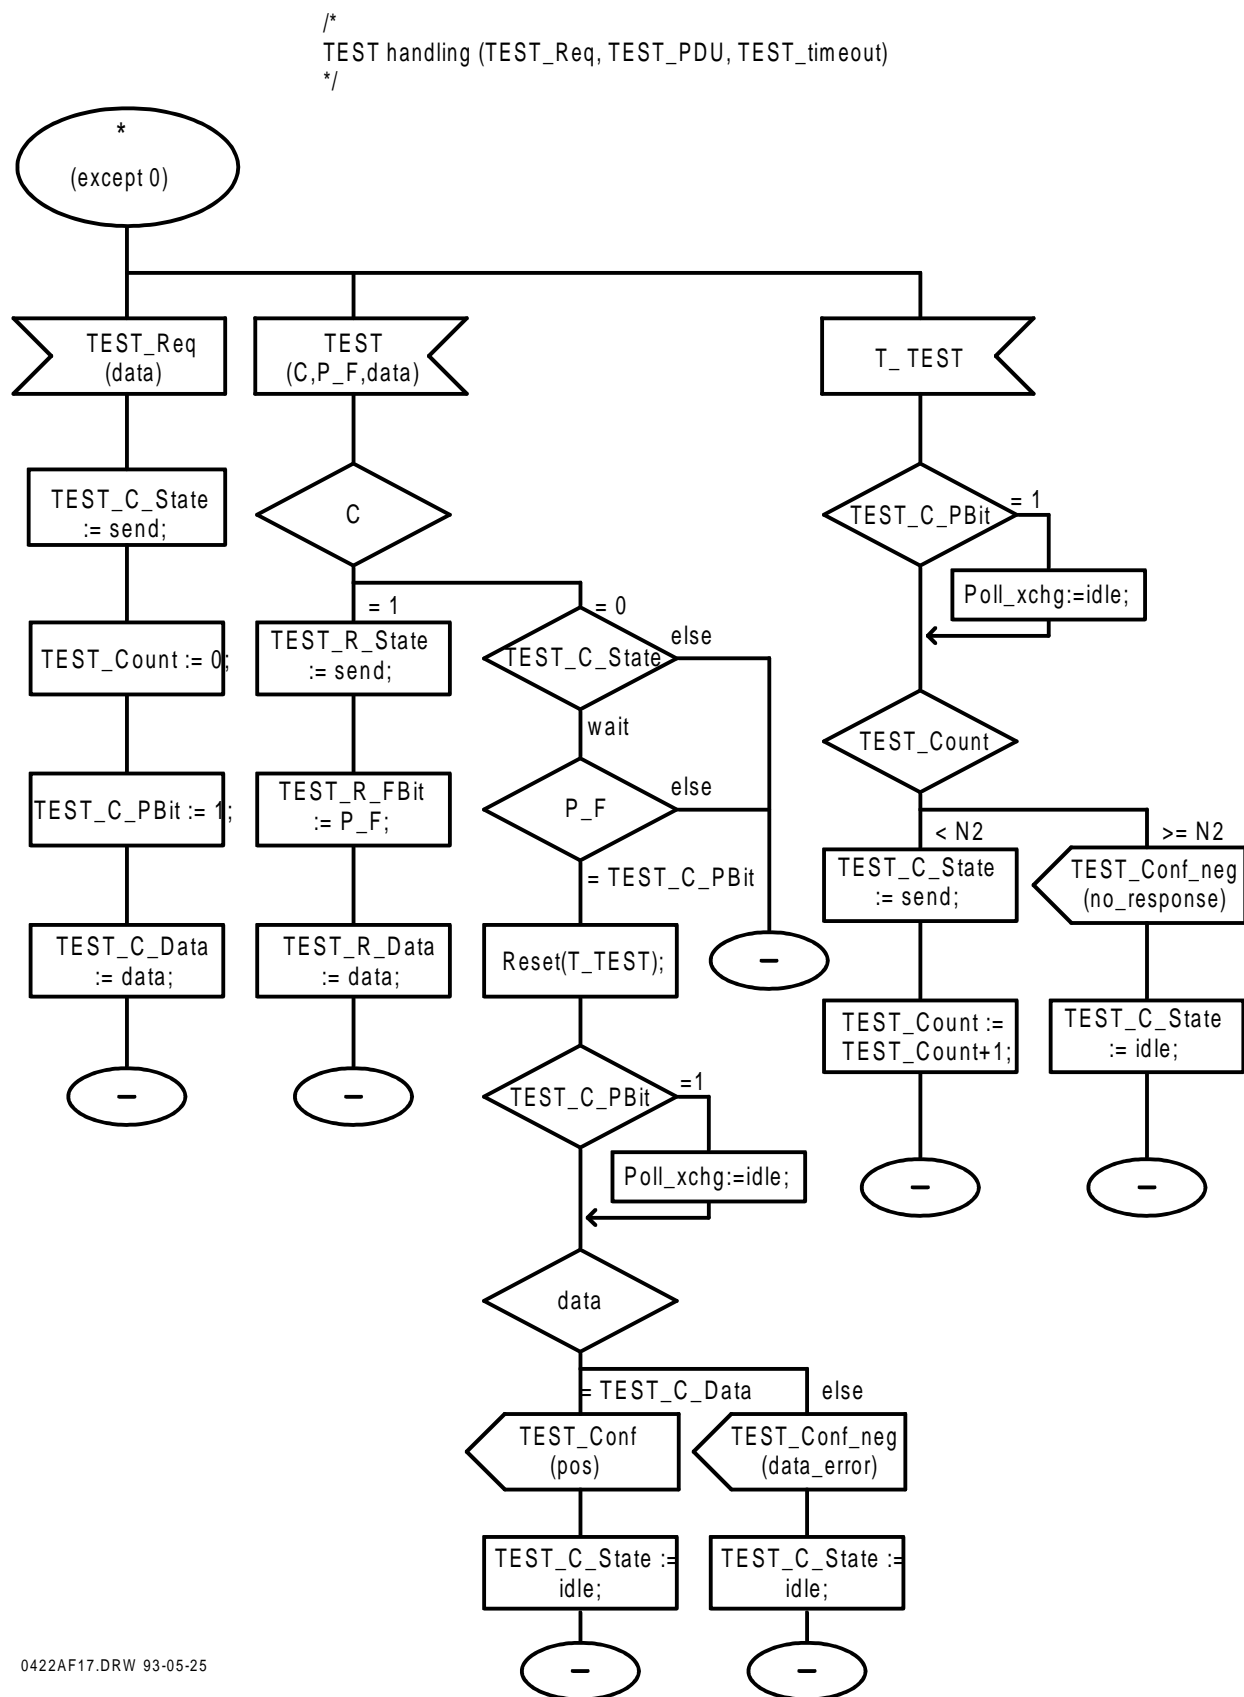 /*
TEST handling (TEST_Req, TEST_PDU, TEST_timeout)
*/
*
(except 0)
TEST_Req
(data)
TEST
(C,P_F,data)
T_ TEST
TEST_C_State
:= send;
C
TEST_C_PBit
= 1
Poll_xchg:=idle;
TEST_Count := 0;
= 1
TEST_R_State
:= send;
= 0
TEST_C_State
else
wait
TEST_Count
TEST_C_PBit := 1;
TEST_R_FBit
:= P_F;
P_F
else
= TEST_C_PBit
< N2
TEST_C_State
:= send;
>= N2
TEST_Conf_neg
(no_response)
TEST_C_Data
:= data;
TEST_R_Data
:= data;
Reset(T_TEST);
–
TEST_Count :=
TEST_Count+1;
TEST_C_State
:= idle;
–
–
TEST_C_PBit
=1
Poll_xchg:=idle;
–
–
data
= TEST_C_Data
else
TEST_Conf
(pos)
TEST_Conf_neg
(data_error)
TEST_C_State :=
idle;
TEST_C_State :=
idle;
–
–
0422AF17.DRW 93-05-25